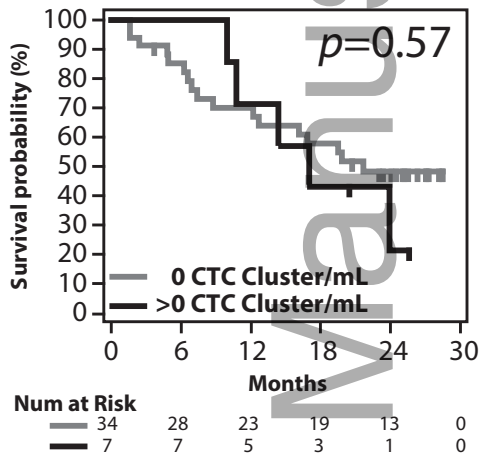 Survival probability (%)
100
90
80
70
60
50
40
30
20
10
0
p=0.57
0 CTC Cluster/mL
>0 CTC Cluster/mL
0 6 12 18 24 30
Months
Num at Risk
34 28 23 19 13 0
7 7 5 3 1 0
Manus